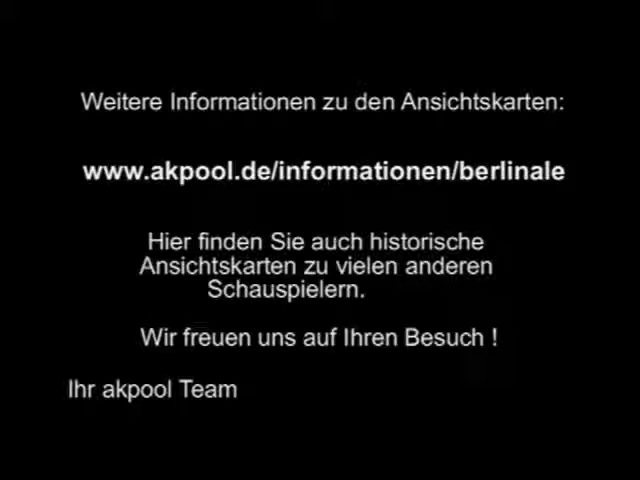 Weitere Informationen zu den Ansichtskarten:
www.akpool.de/informationen/berlinale
Hier finden Sie auch historische
Ansichtskarten zu vielen anderen
Schauspielern.
Wir freuen uns auf Ihren Besuch !
Ihr akpool Team